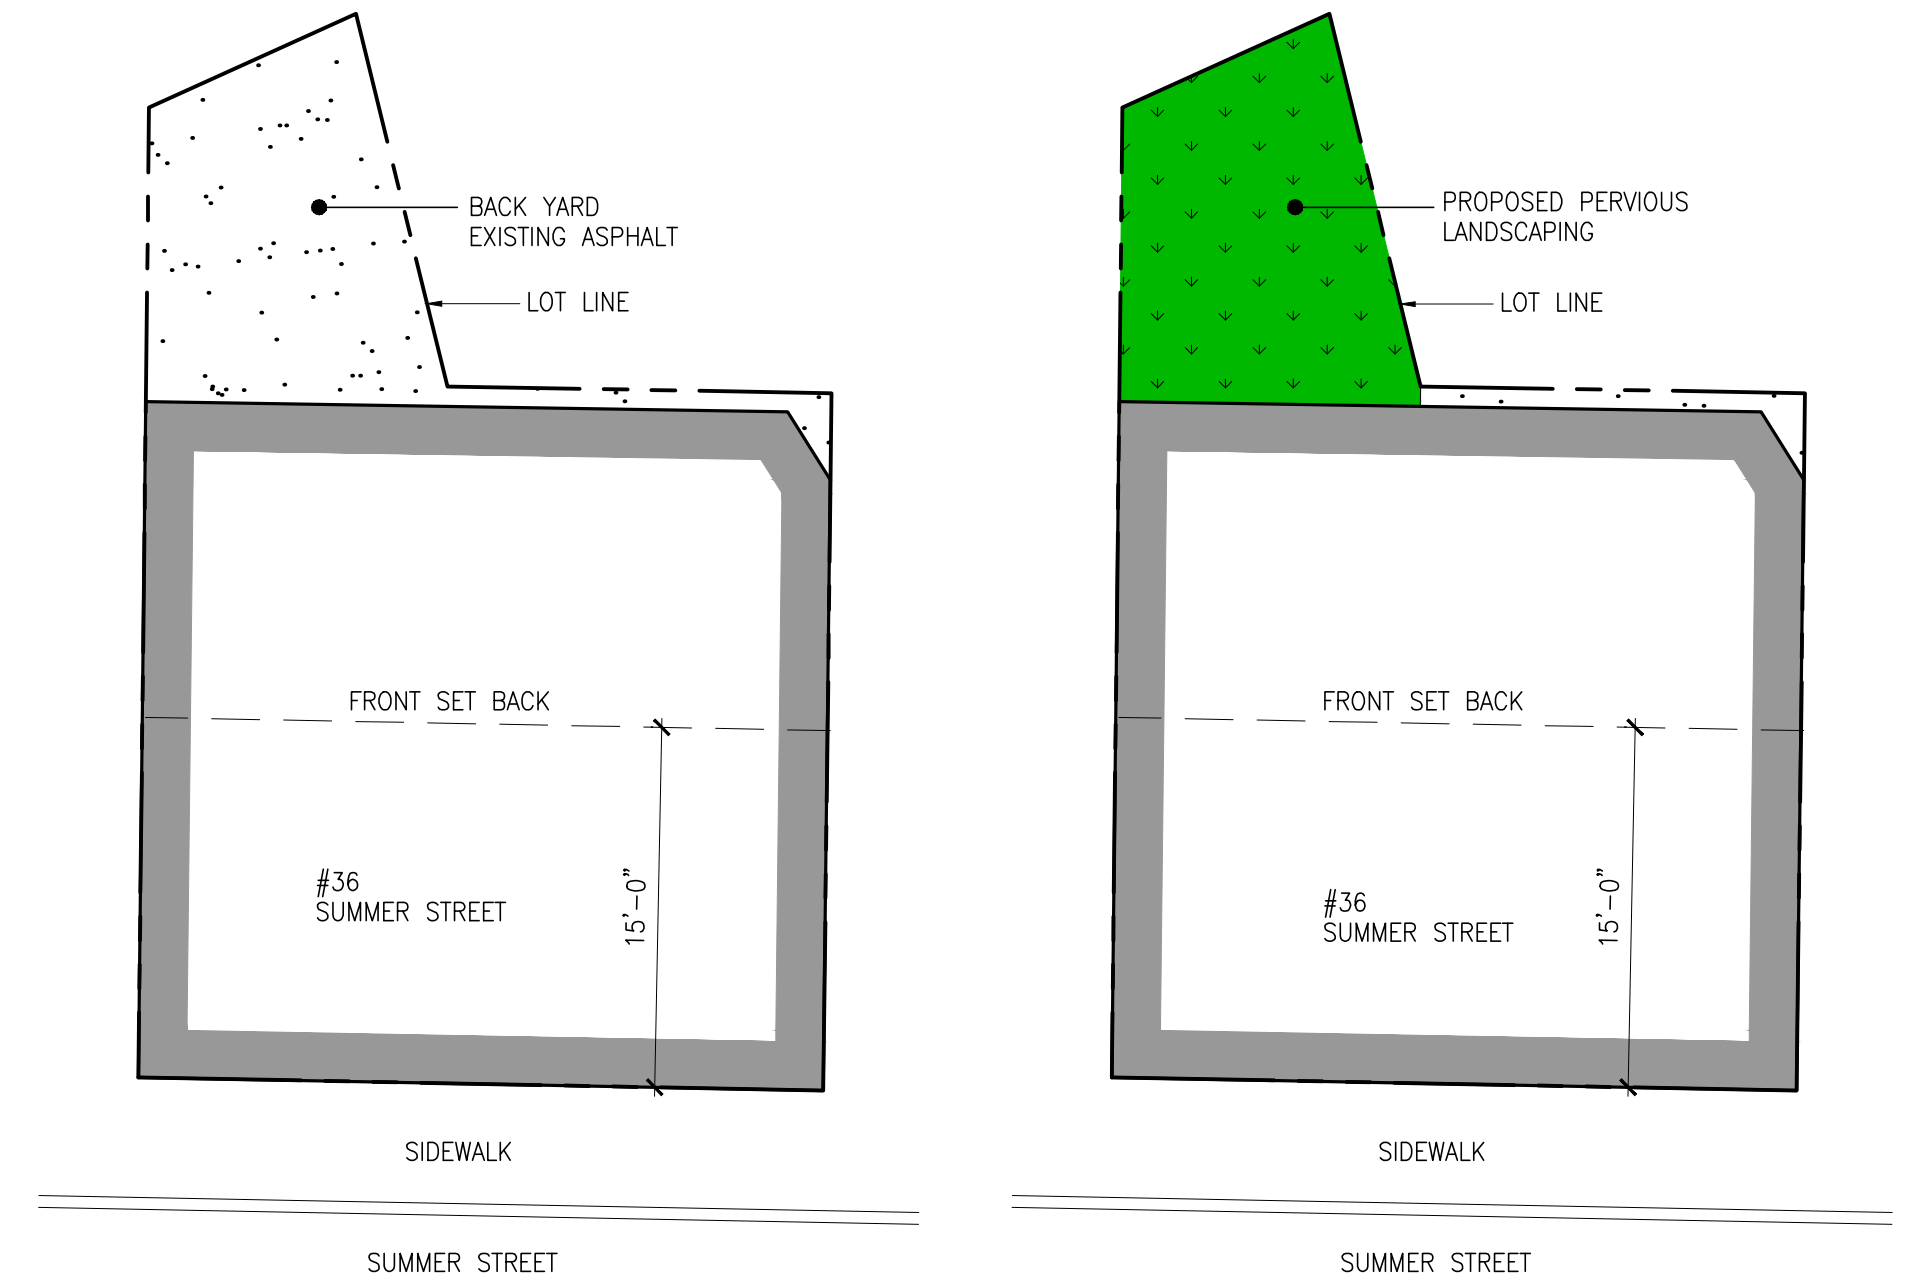 BACK YARD
EXISTING ASPHALT
LOT LINE
FRONT SET BACK
#36
SUMMER STREET
15'-0"
SIDEWALK
SUMMER STREET
PROPOSED PERVIOUS
LANDSCAPING
LOT LINE
FRONT SET BACK
#36
SUMMER STREET
15'-0"
SIDEWALK
SUMMER STREET